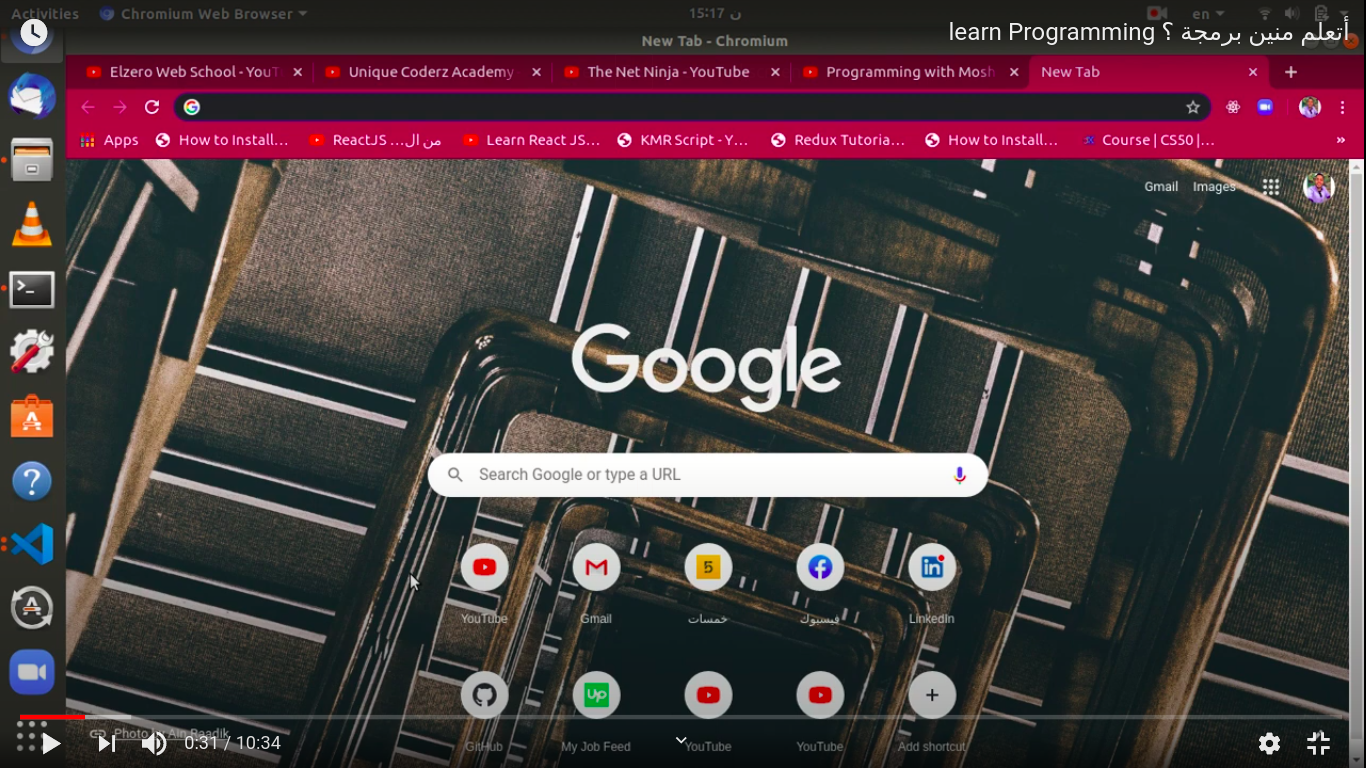 Activities Chromium Web Browser ن 15:17 en
أتعلم منين برمجة ؟ learn Programming
New Tab - Chromium
Elzero Web School - YouT Unique Coderz Academy The Net Ninja - YouTube Programming with Mosh New Tab
Apps How to Install… ReactJS … من ال Learn React JS… KMR Script - Y… Redux Tutoria… How to Install… Course | CS50 |… »
Gmail Images
Google
Search Google or type a URL
5
YouTube Gmail خمسات فيسبوك LinkedIn
Photo by Ain Raadik
0:31 / 10:34
GitHub My Job Feed YouTube YouTube Add shortcut